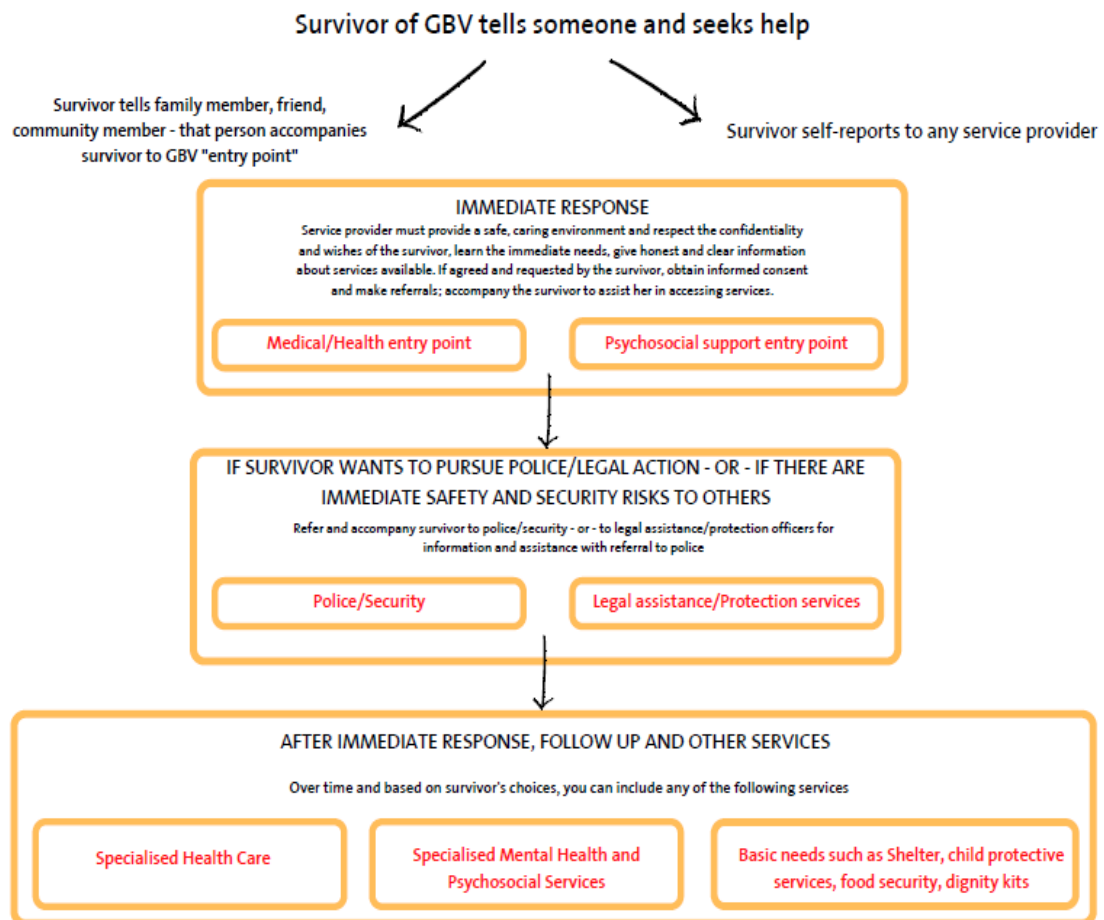 Survivor of GBV tells someone and seeks help
Survivor tells family member, friend,
community member - that person accompanies
survivor to GBV "entry point"
Survivor self-reports to any service provider
IMMEDIATE RESPONSE
Service provider must provide a safe, caring environment and respect the confidentiality
and wishes of the survivor, learn the immediate needs, give honest and clear information
about services available. If agreed and requested by the survivor, obtain informed consent
and make referrals; accompany the survivor to assist her in accessing services.
Medical/Health entry point
Psychosocial support entry point
IF SURVIVOR WANTS TO PURSUE POLICE/LEGAL ACTION - OR - IF THERE ARE
IMMEDIATE SAFETY AND SECURITY RISKS TO OTHERS
Refer and accompany survivor to police/security - or - to legal assistance/protection officers for
information and assistance with referral to police
Police/Security
Legal assistance/Protection services
AFTER IMMEDIATE RESPONSE, FOLLOW UP AND OTHER SERVICES
Over time and based on survivor's choices, you can include any of the following services
Specialised Health Care
Specialised Mental Health and
Psychosocial Services
Basic needs such as Shelter, child protective
services, food security, dignity kits